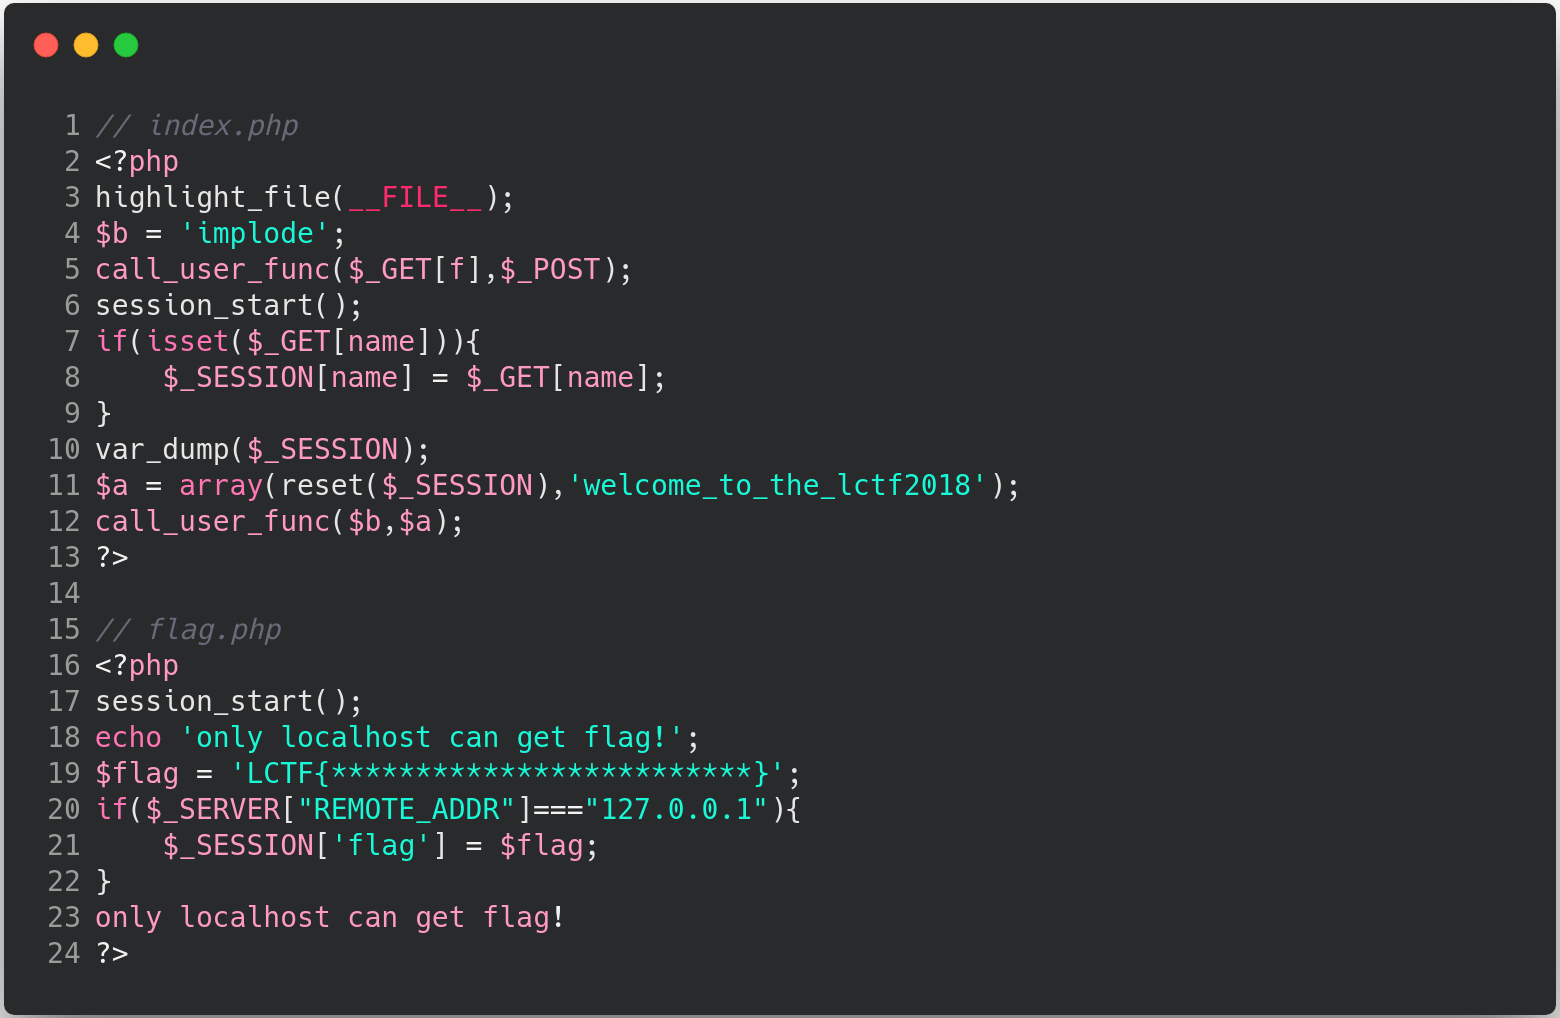 1 // index.php
2 <?php
3 highlight_file(__FILE__);
4 $b = 'implode';
5 call_user_func($_GET[f],$_POST);
6 session_start();
7 if(isset($_GET[name])){
8     $_SESSION[name] = $_GET[name];
9 }
10 var_dump($_SESSION);
11 $a = array(reset($_SESSION),'welcome_to_the_lctf2018');
12 call_user_func($b,$a);
13 ?>
14
15 // flag.php
16 <?php
17 session_start();
18 echo 'only localhost can get flag!';
19 $flag = 'LCTF{*************************}';
20 if($_SERVER["REMOTE_ADDR"]==="127.0.0.1"){
21     $_SESSION['flag'] = $flag;
22 }
23 only localhost can get flag!
24 ?>